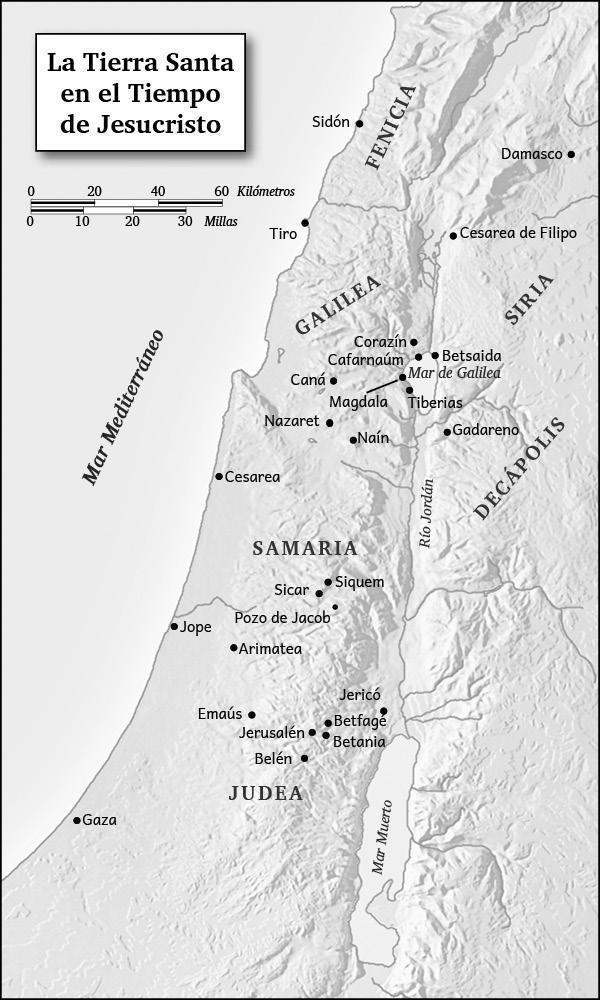 La Tierra Santa
en el Tiempo
de Jesucristo
0 20 40 60 Kilómetros
0 10 20 30 Millas
FENICIA
Sidón
Damasco
Tiro
Cesarea de Filipo
GALILEA
SIRIA
Mar Mediterráneo
Corazín
Cafarnaúm
Betsaida
Mar de Galilea
Caná
Magdala
Tiberias
Nazaret
Naín
Gadareno
DECÁPOLIS
Cesarea
Río Jordán
SAMARIA
Siquem
Sicar
Pozo de Jacob
Jope
Arimatea
Jericó
Emaús
Betfagé
Jerusalén
Betania
Belén
JUDEA
Gaza
Mar Muerto